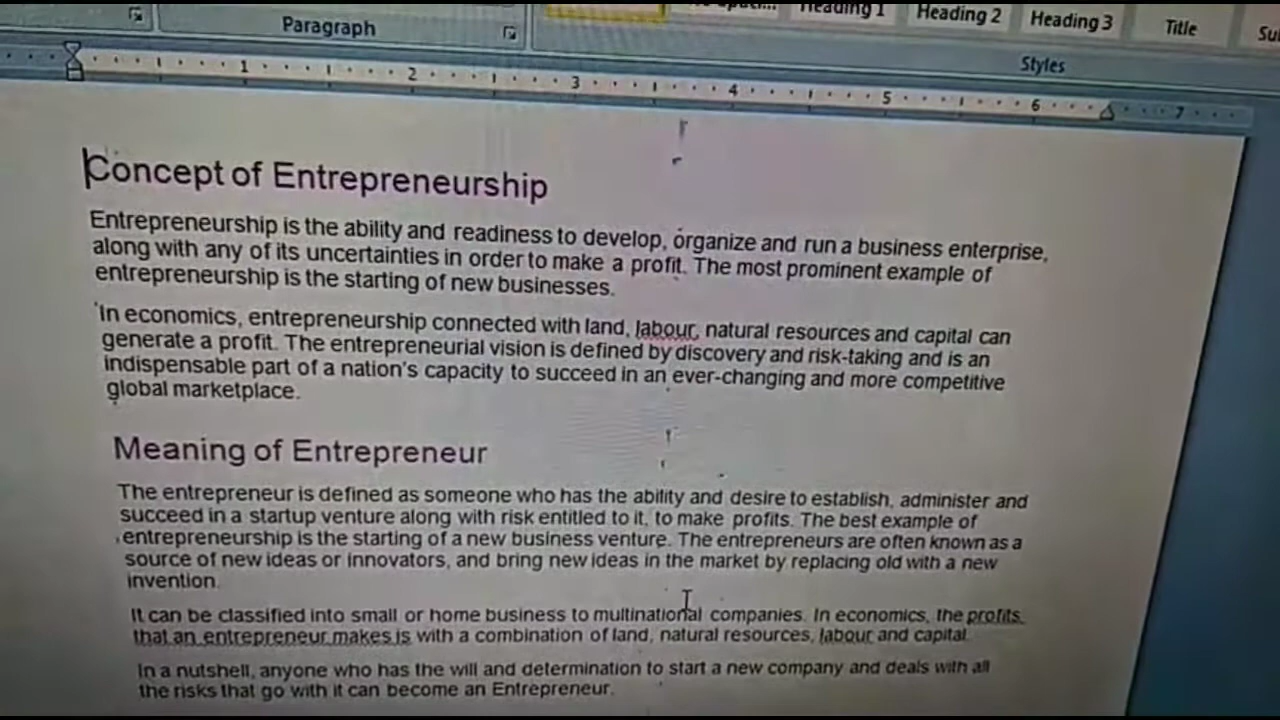 Paragraph
Heading 1
Heading 2
Heading 3
Title
Styles
1 2 3 4 5 6 7
Concept of Entrepreneurship
Entrepreneurship is the ability and readiness to develop, organize and run a business enterprise,
along with any of its uncertainties in order to make a profit. The most prominent example of
entrepreneurship is the starting of new businesses.
In economics, entrepreneurship connected with land, labour, natural resources and capital can
generate a profit. The entrepreneurial vision is defined by discovery and risk-taking and is an
indispensable part of a nation's capacity to succeed in an ever-changing and more competitive
global marketplace.
Meaning of Entrepreneur
The entrepreneur is defined as someone who has the ability and desire to establish, administer and
succeed in a startup venture along with risk entitled to it, to make profits. The best example of
entrepreneurship is the starting of a new business venture. The entrepreneurs are often known as a
source of new ideas or innovators, and bring new ideas in the market by replacing old with a new
invention.
It can be classified into small or home business to multinational companies. In economics, the profits
that an entrepreneur makes is with a combination of land, natural resources, labour and capital.
In a nutshell, anyone who has the will and determination to start a new company and deals with all
the risks that go with it can become an Entrepreneur.